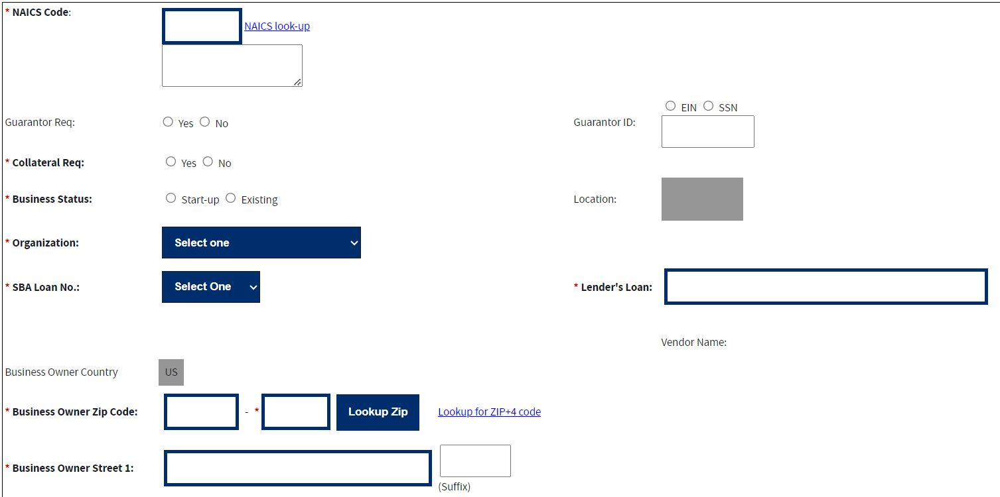 * NAICS Code:
NAICS look-up
EIN SSN
Guarantor Req: Yes No Guarantor ID:
* Collateral Req: Yes No
* Business Status: Start-up Existing Location:
* Organization: Select one
* SBA Loan No.: Select One * Lender's Loan:
Vendor Name:
Business Owner Country US
* Business Owner Zip Code: - * Lookup Zip Lookup for ZIP+4 code
* Business Owner Street 1:
(Suffix)